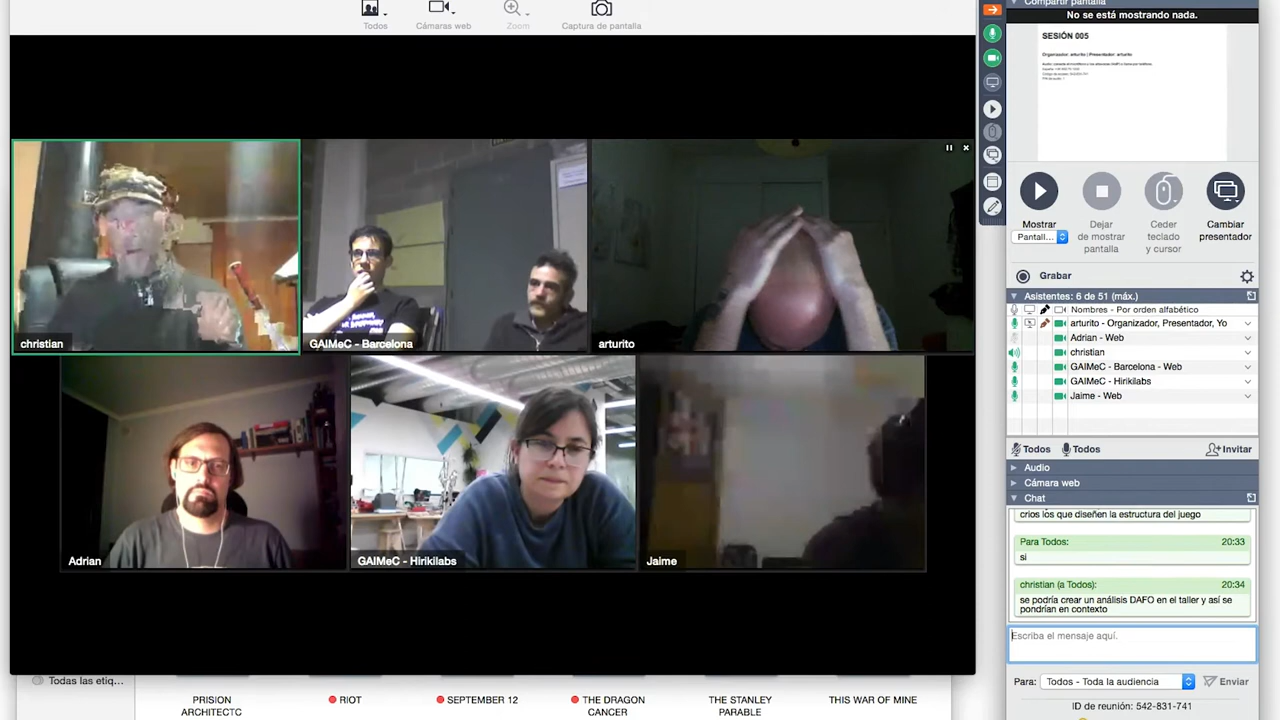 Todos
Cámaras web
Zoom
Captura de pantalla
christian
GAIMeC - Barcelona
arturito
Adrian
GAIMeC - Hirikilabs
Jaime
Todas las etiq...
PRISION
ARCHITECTC
RIOT
SEPTEMBER 12
THE DRAGON
CANCER
THE STANLEY
PARABLE
THIS WAR OF MINE
Compartir pantalla
No se está mostrando nada.
SESIÓN 005
Organizador: arturito | Presentador: arturito
Mostrar
Pantall...
Dejar
de mostrar
pantalla
Ceder
teclado
y cursor
Cambiar
presentador
Grabar
Asistentes: 6 de 51 (máx.)
Nombres - Por orden alfabético
arturito - Organizador, Presentador, Yo
Adrian - Web
christian
GAIMeC - Barcelona - Web
GAIMeC - Hirikilabs
Jaime - Web
Todos
Todos
Invitar
Audio
Cámara web
Chat
crios los que diseñen la estructura del juego
Para Todos: 20:33
si
christian (a Todos): 20:34
se podría crear un análisis DAFO en el taller y así se
pondrían en contexto
Escriba el mensaje aquí.
Para: Todos - Toda la audiencia Enviar
ID de reunión: 542-831-741